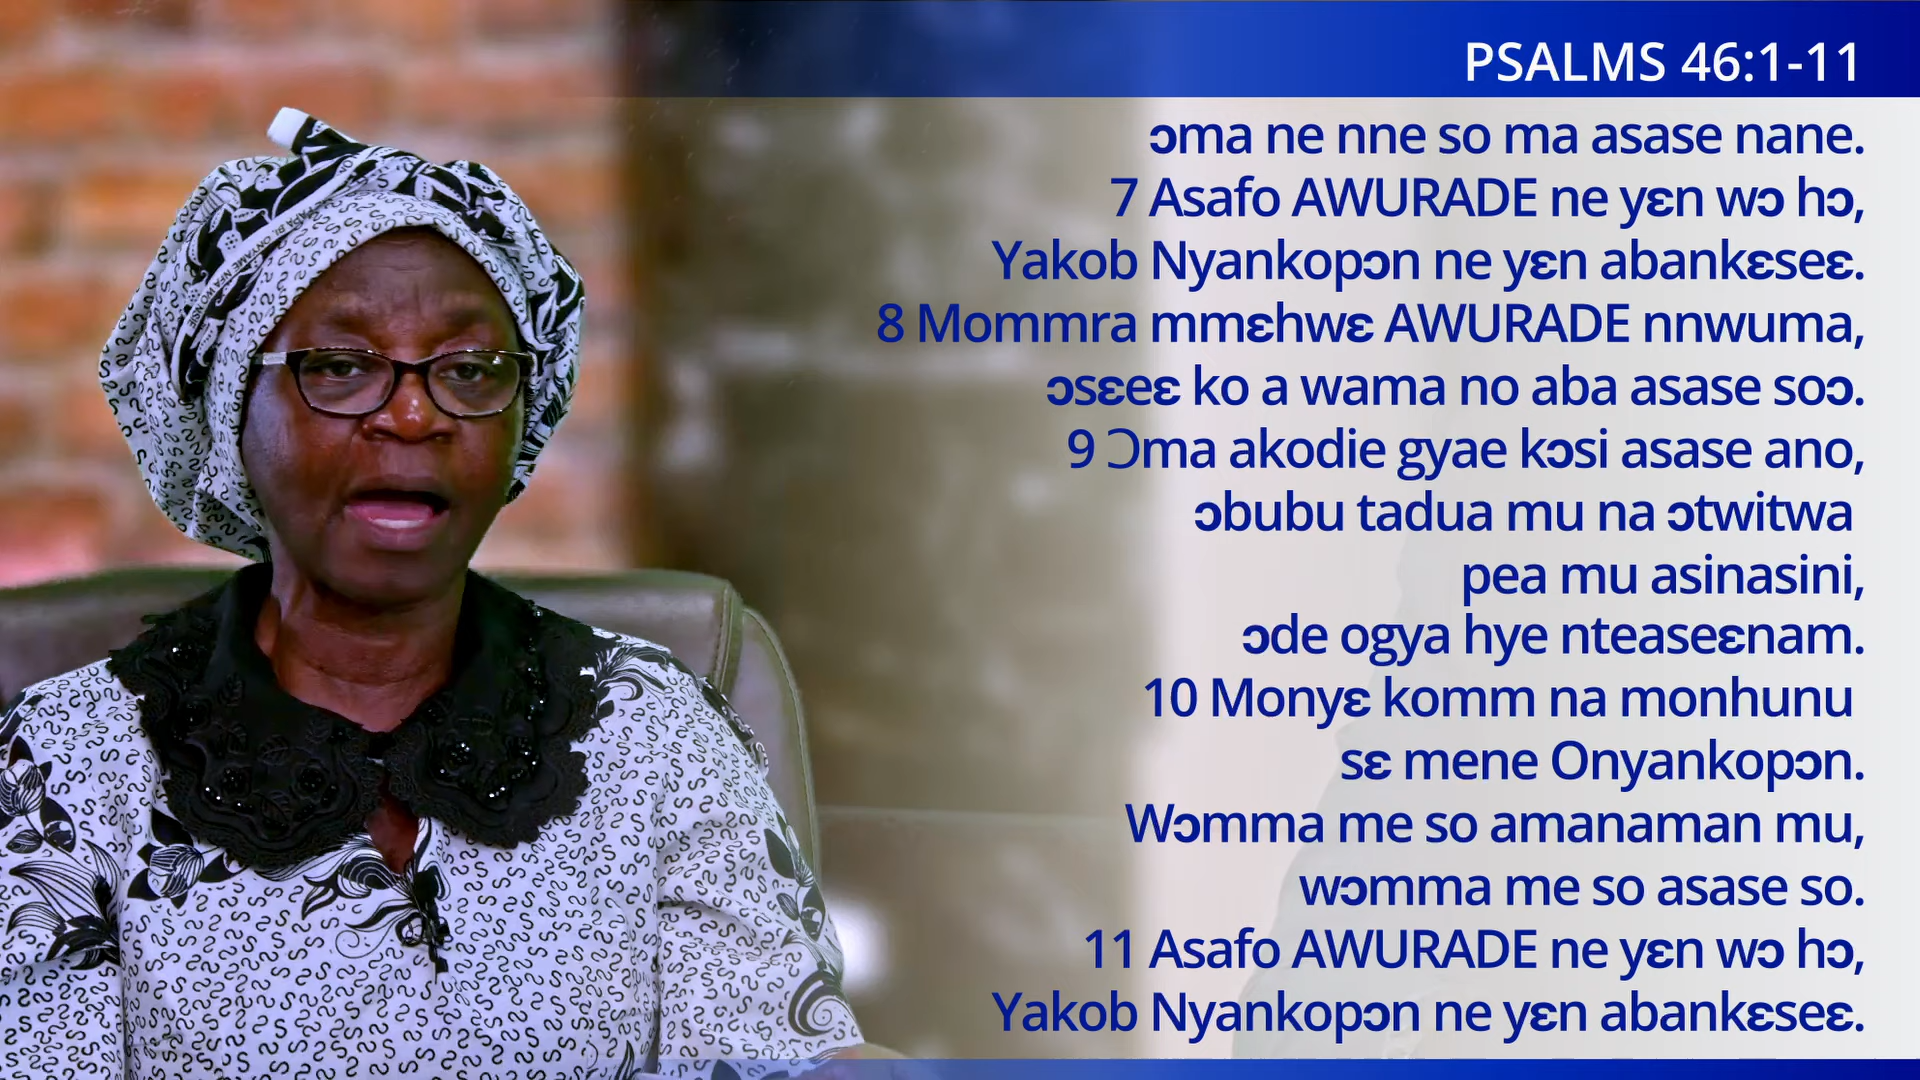 PSALMS 46:1-11
ɔma ne nne so ma asase nane.
7 Asafo AWURADE ne yɛn wɔ hɔ,
Yakob Nyankopɔn ne yɛn abankɛseɛ.
8 Mommra mmɛhwɛ AWURADE nnwuma,
ɔsɛeɛ ko a wama no aba asase soɔ.
9 Ɔma akodie gyae kɔsi asase ano,
ɔbubu tadua mu na ɔtwitwa
pea mu asinasini,
ɔde ogya hye nteaseɛnam.
10 Monyɛ komm na monhunu
sɛ mene Onyankopɔn.
Wɔmma me so amanaman mu,
wɔmma me so asase so.
11 Asafo AWURADE ne yɛn wɔ hɔ,
Yakob Nyankopɔn ne yɛn abankɛseɛ.